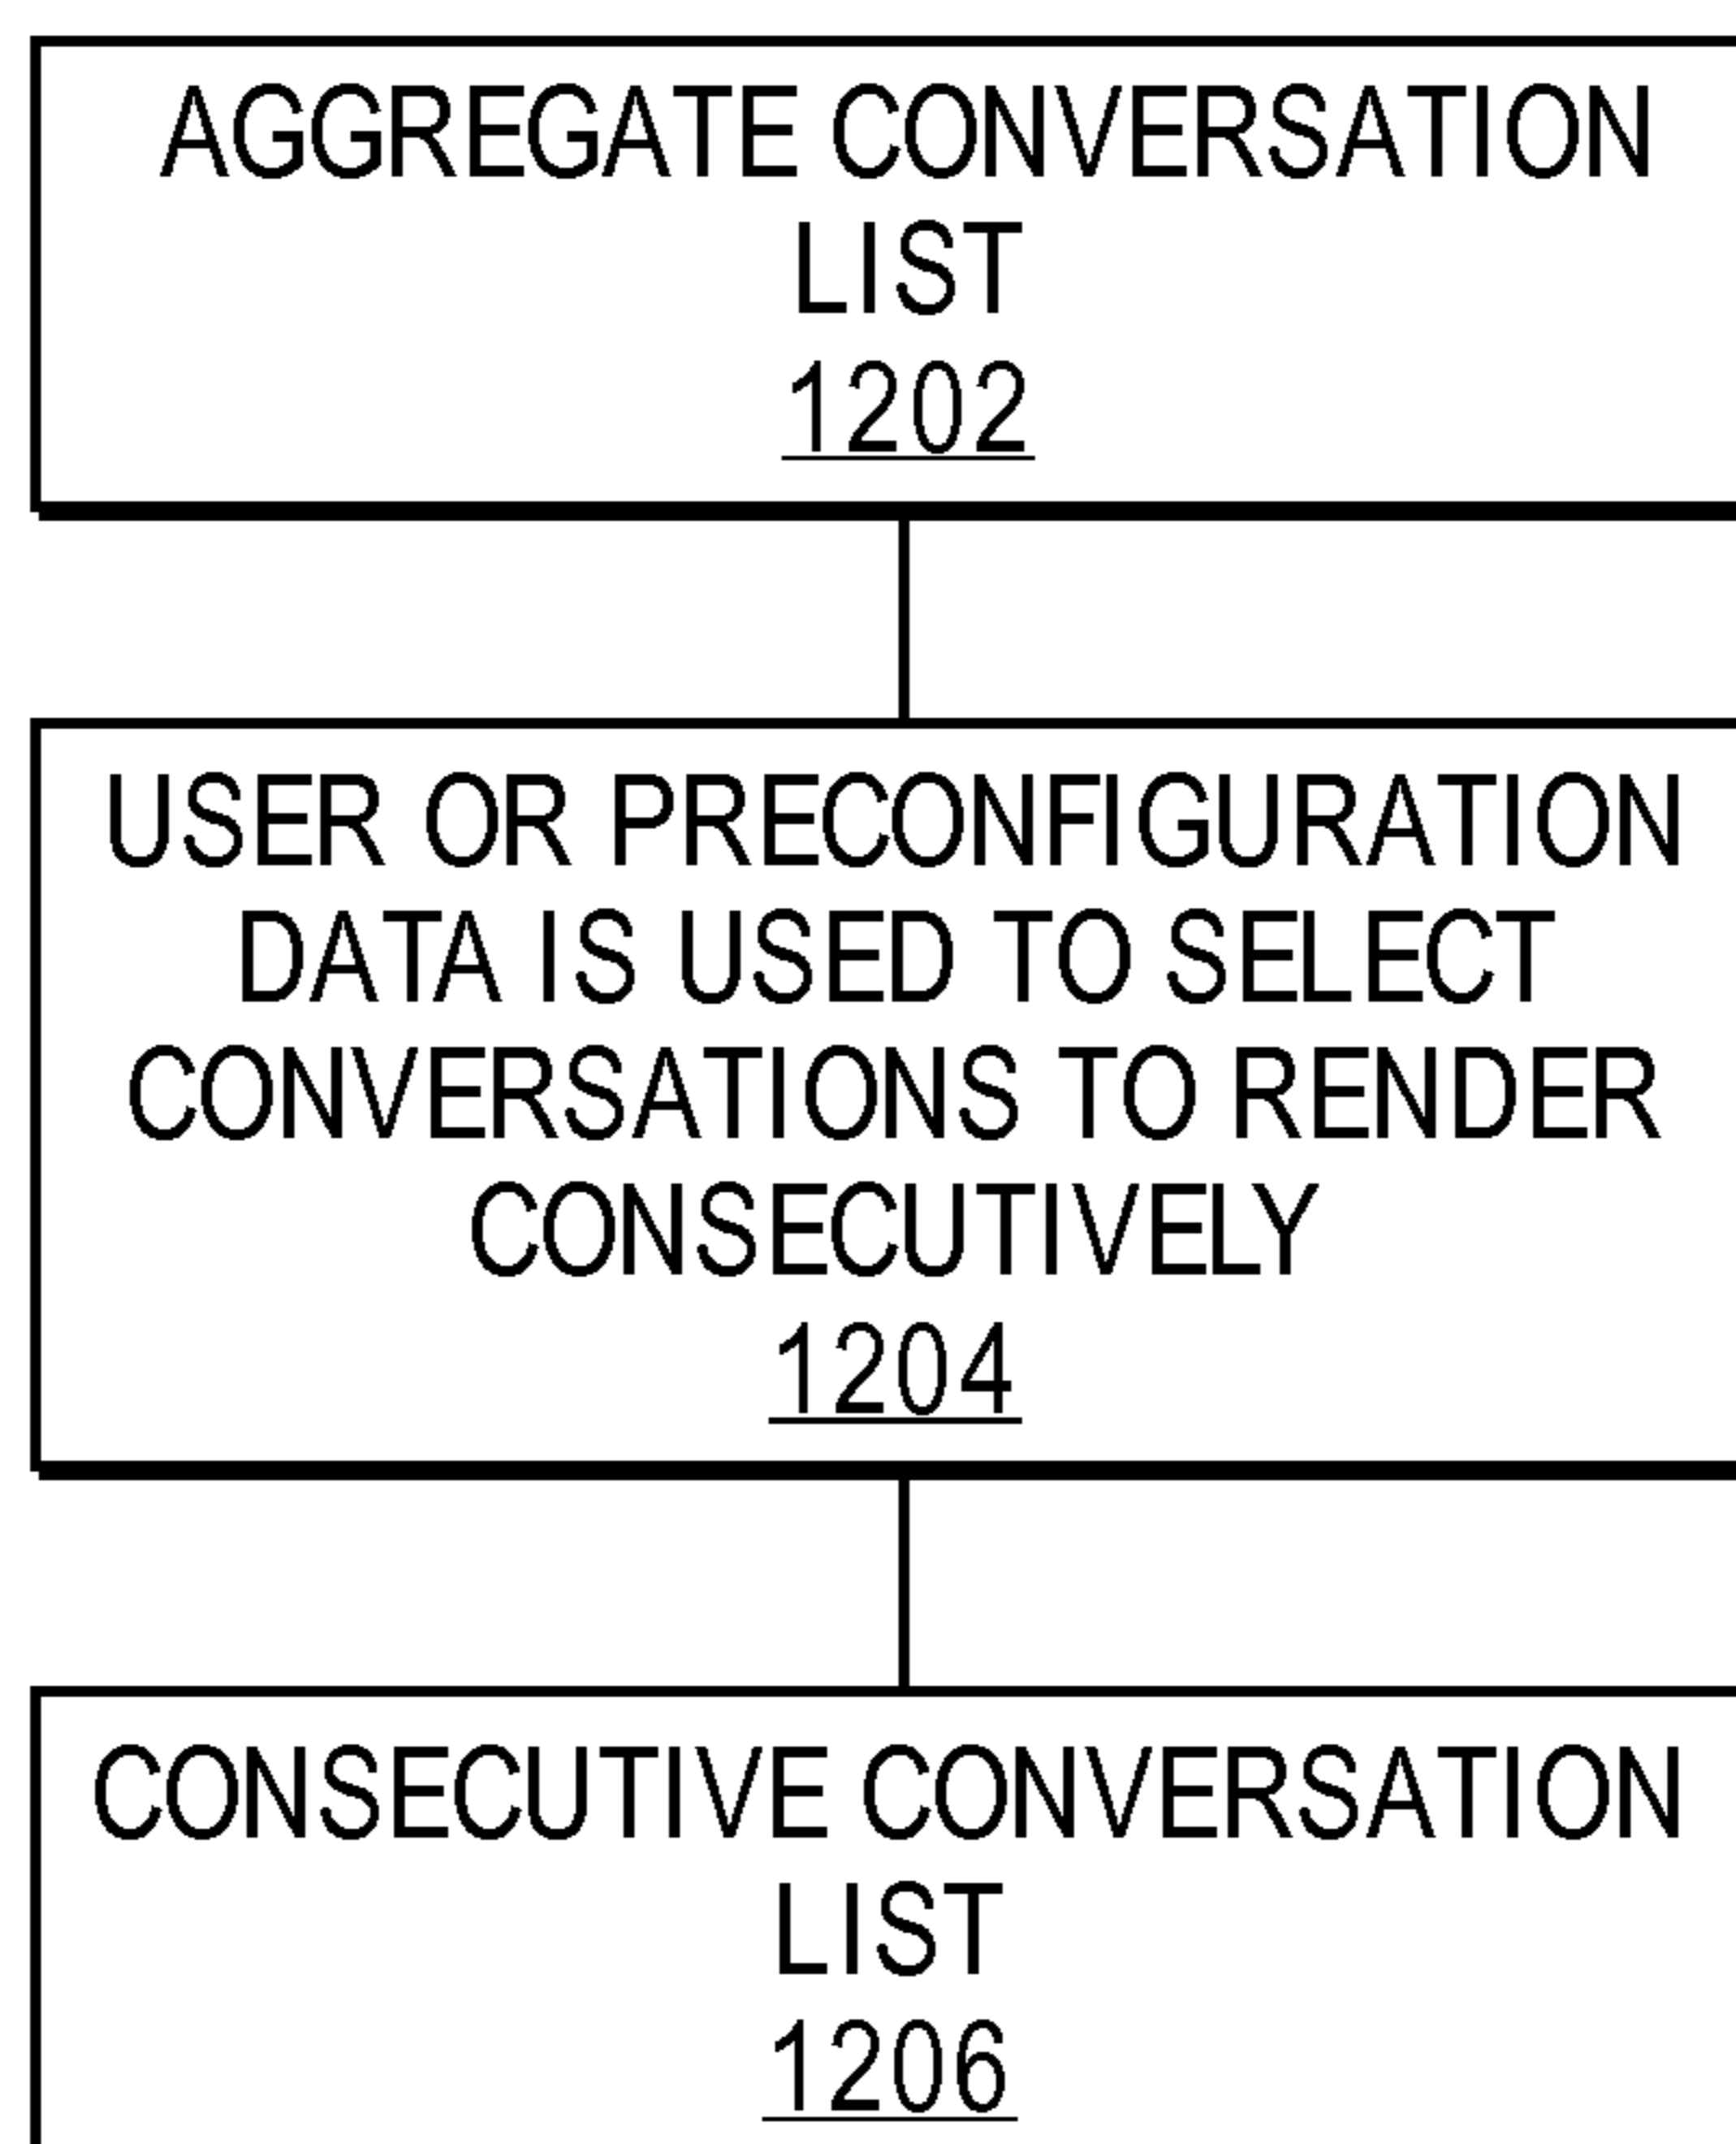 AGGREGATE CONVERSATION
LIST
1202
USER OR PRECONFIGURATION
DATA IS USED TO SELECT
CONVERSATIONS TO RENDER
CONSECUTIVELY
1204
CONSECUTIVE CONVERSATION
LIST
1206